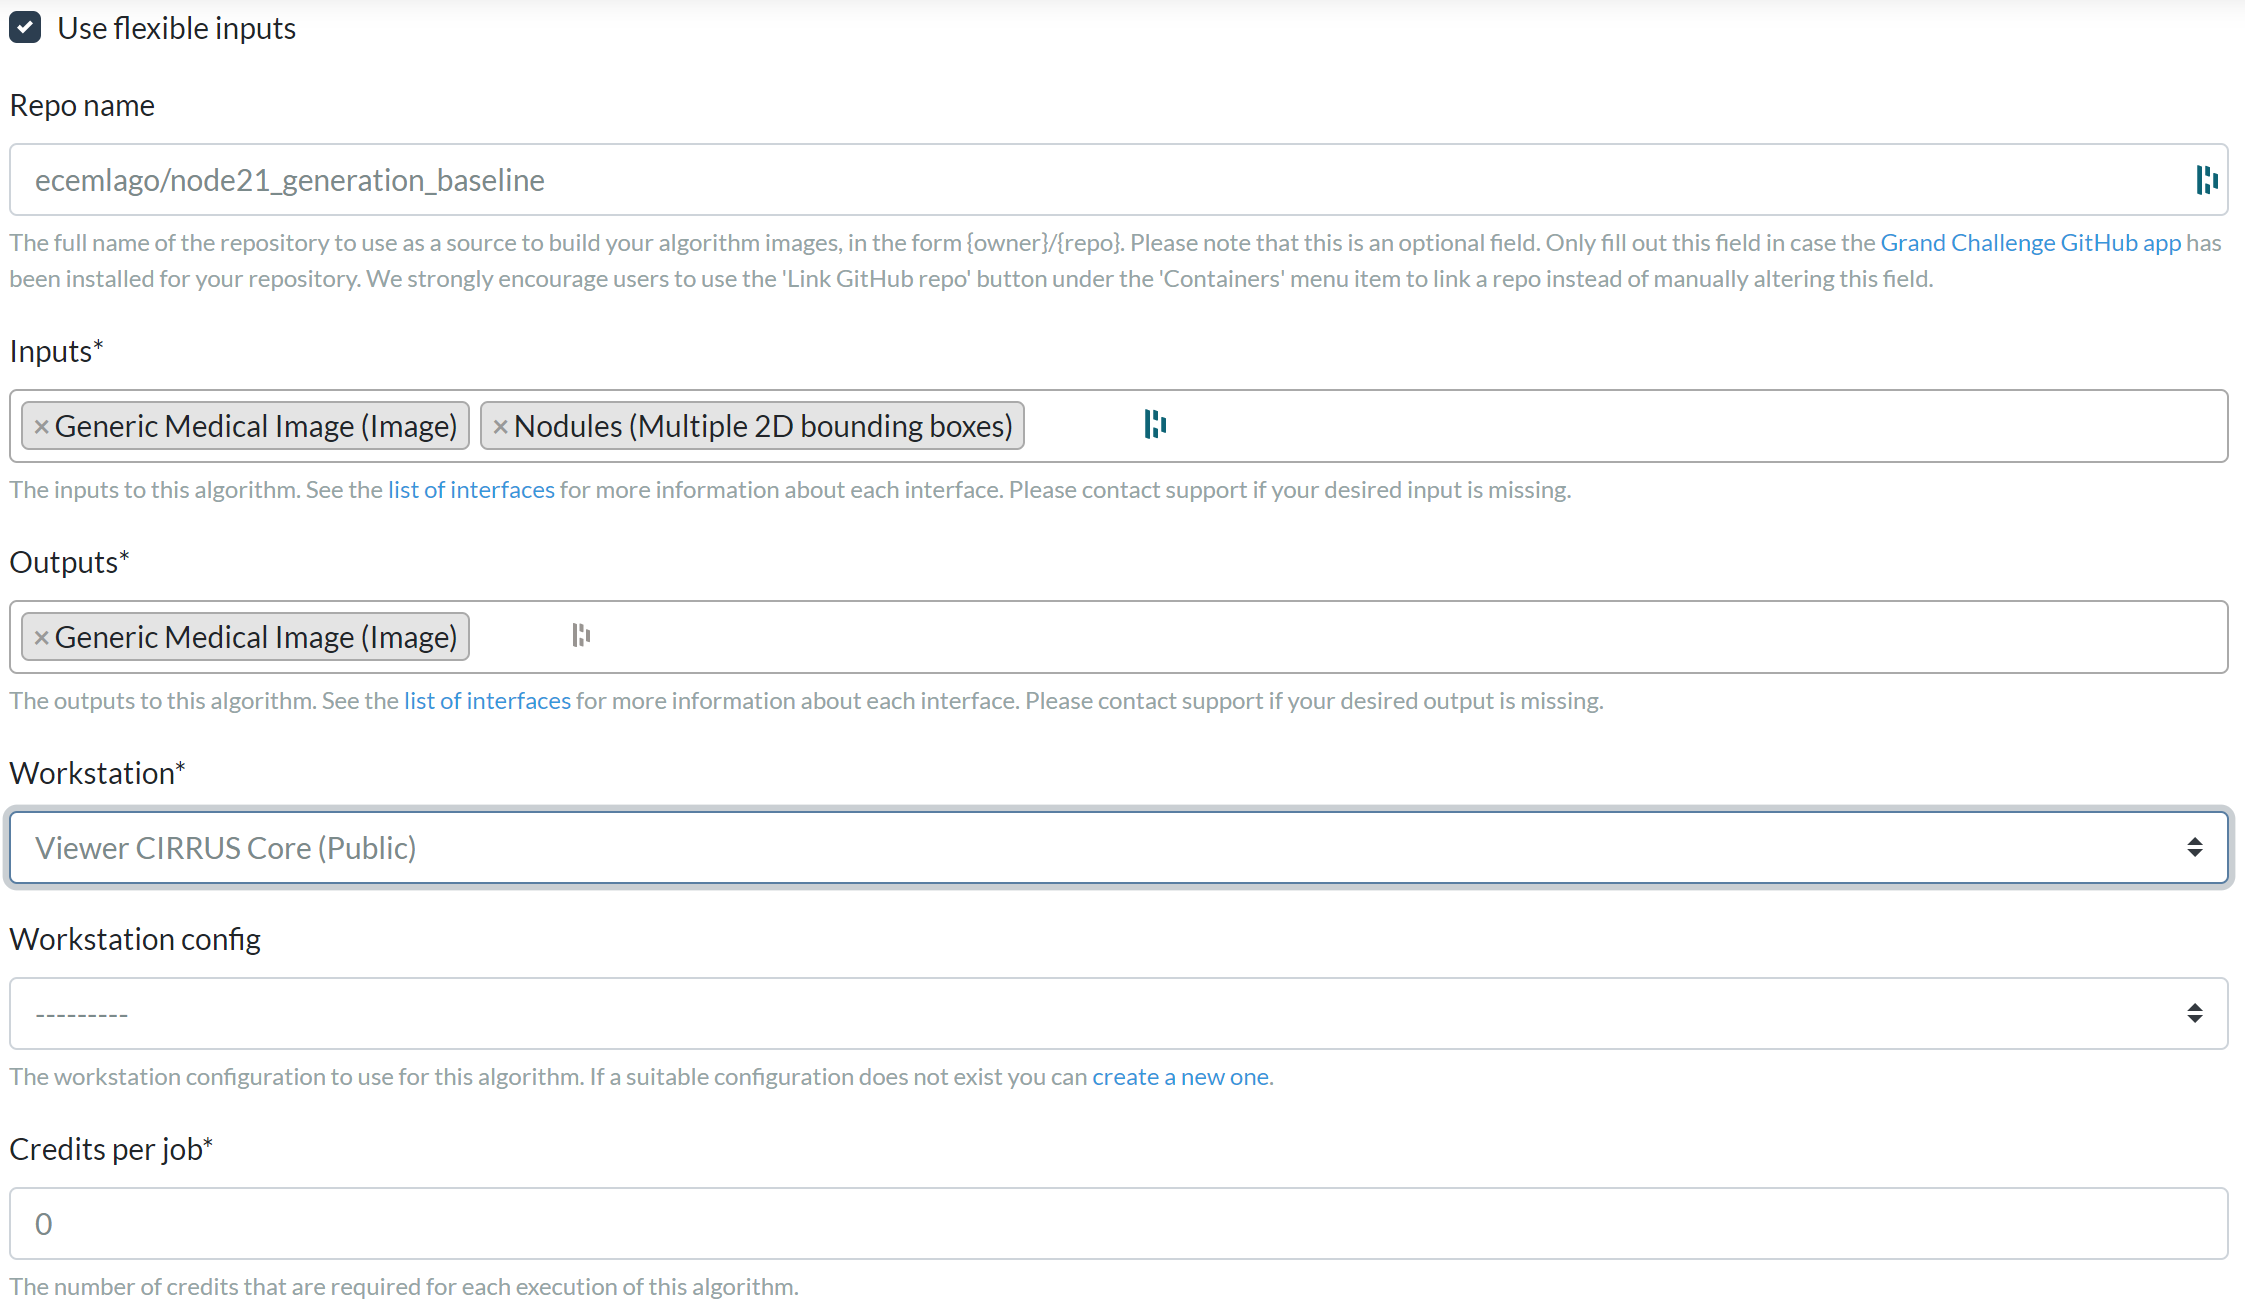 Use flexible inputs
Repo name
ecemlago/node21_generation_baseline
The full name of the repository to use as a source to build your algorithm images, in the form {owner}/{repo}. Please note that this is an optional field. Only fill out this field in case the Grand Challenge GitHub app has
been installed for your repository. We strongly encourage users to use the 'Link GitHub repo' button under the 'Containers' menu item to link a repo instead of manually altering this field.
Inputs*
× Generic Medical Image (Image) × Nodules (Multiple 2D bounding boxes)
The inputs to this algorithm. See the list of interfaces for more information about each interface. Please contact support if your desired input is missing.
Outputs*
× Generic Medical Image (Image)
The outputs to this algorithm. See the list of interfaces for more information about each interface. Please contact support if your desired output is missing.
Workstation*
Viewer CIRRUS Core (Public)
Workstation config
---------
The workstation configuration to use for this algorithm. If a suitable configuration does not exist you can create a new one.
Credits per job*
0
The number of credits that are required for each execution of this algorithm.